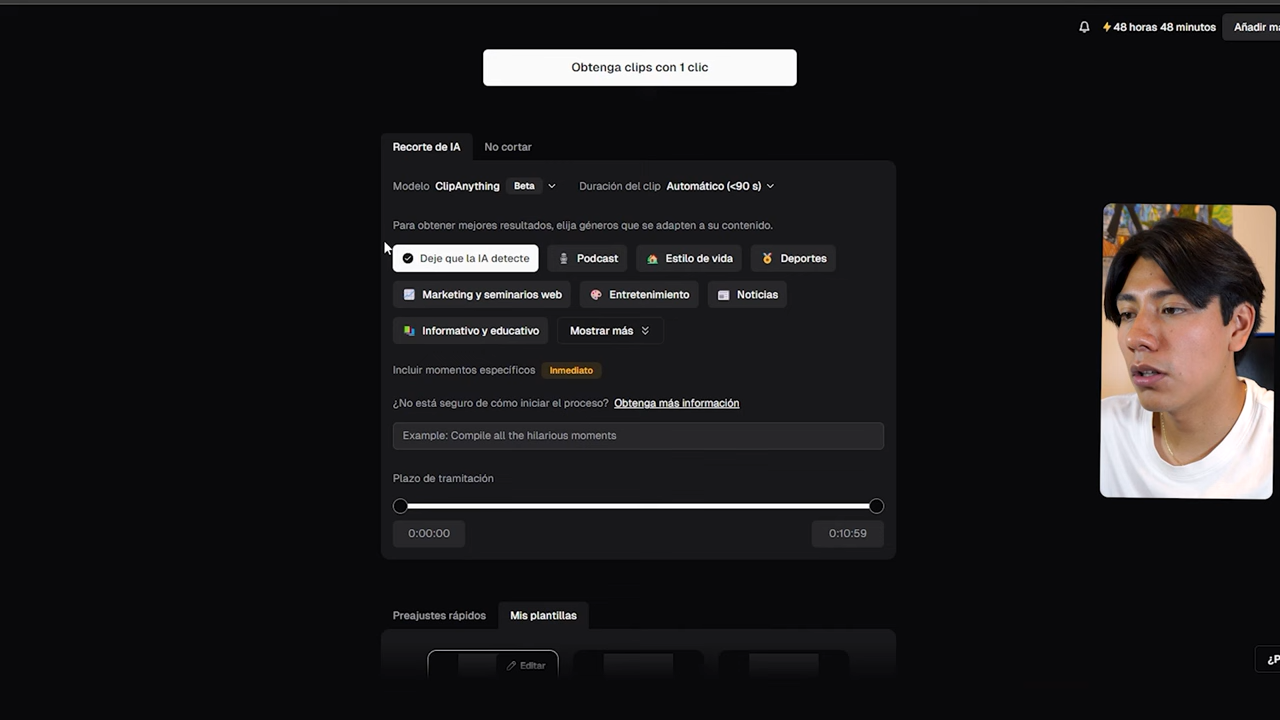 48 horas 48 minutos
Añadir
Obtenga clips con 1 clic
Recorte de IA
No cortar
Modelo ClipAnything Beta
Duración del clip Automático (<90 s)
Para obtener mejores resultados, elija géneros que se adapten a su contenido.
Deje que la IA detecte
Podcast
Estilo de vida
Deportes
Marketing y seminarios web
Entretenimiento
Noticias
Informativo y educativo
Mostrar más
Incluir momentos específicos Inmediato
¿No está seguro de cómo iniciar el proceso? Obtenga más información
Example: Compile all the hilarious moments
Plazo de tramitación
0:00:00
0:10:59
Preajustes rápidos
Mis plantillas
Editar